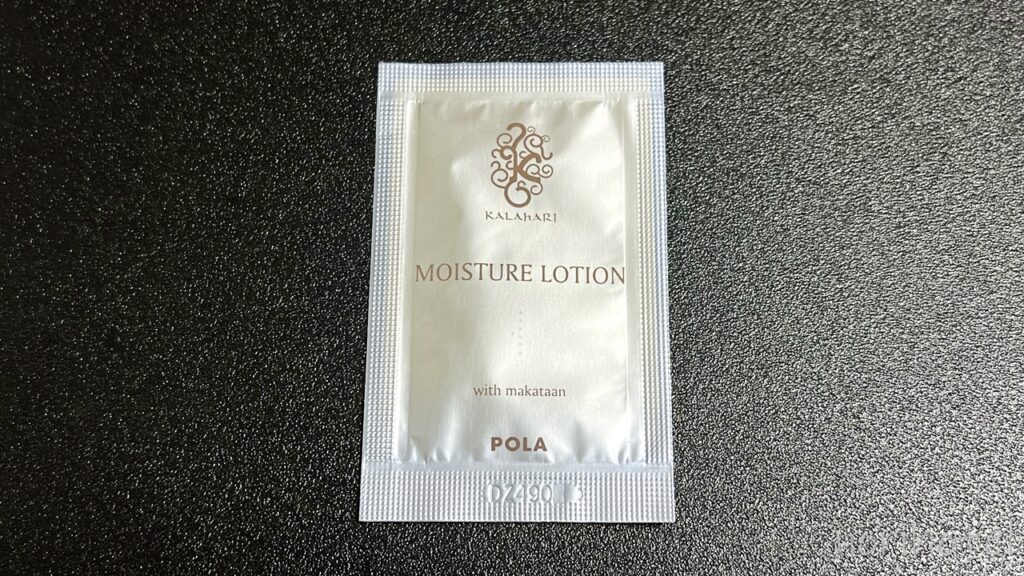 KALAHARI
MOISTURE LOTION
with makataan
POLA
DZ490